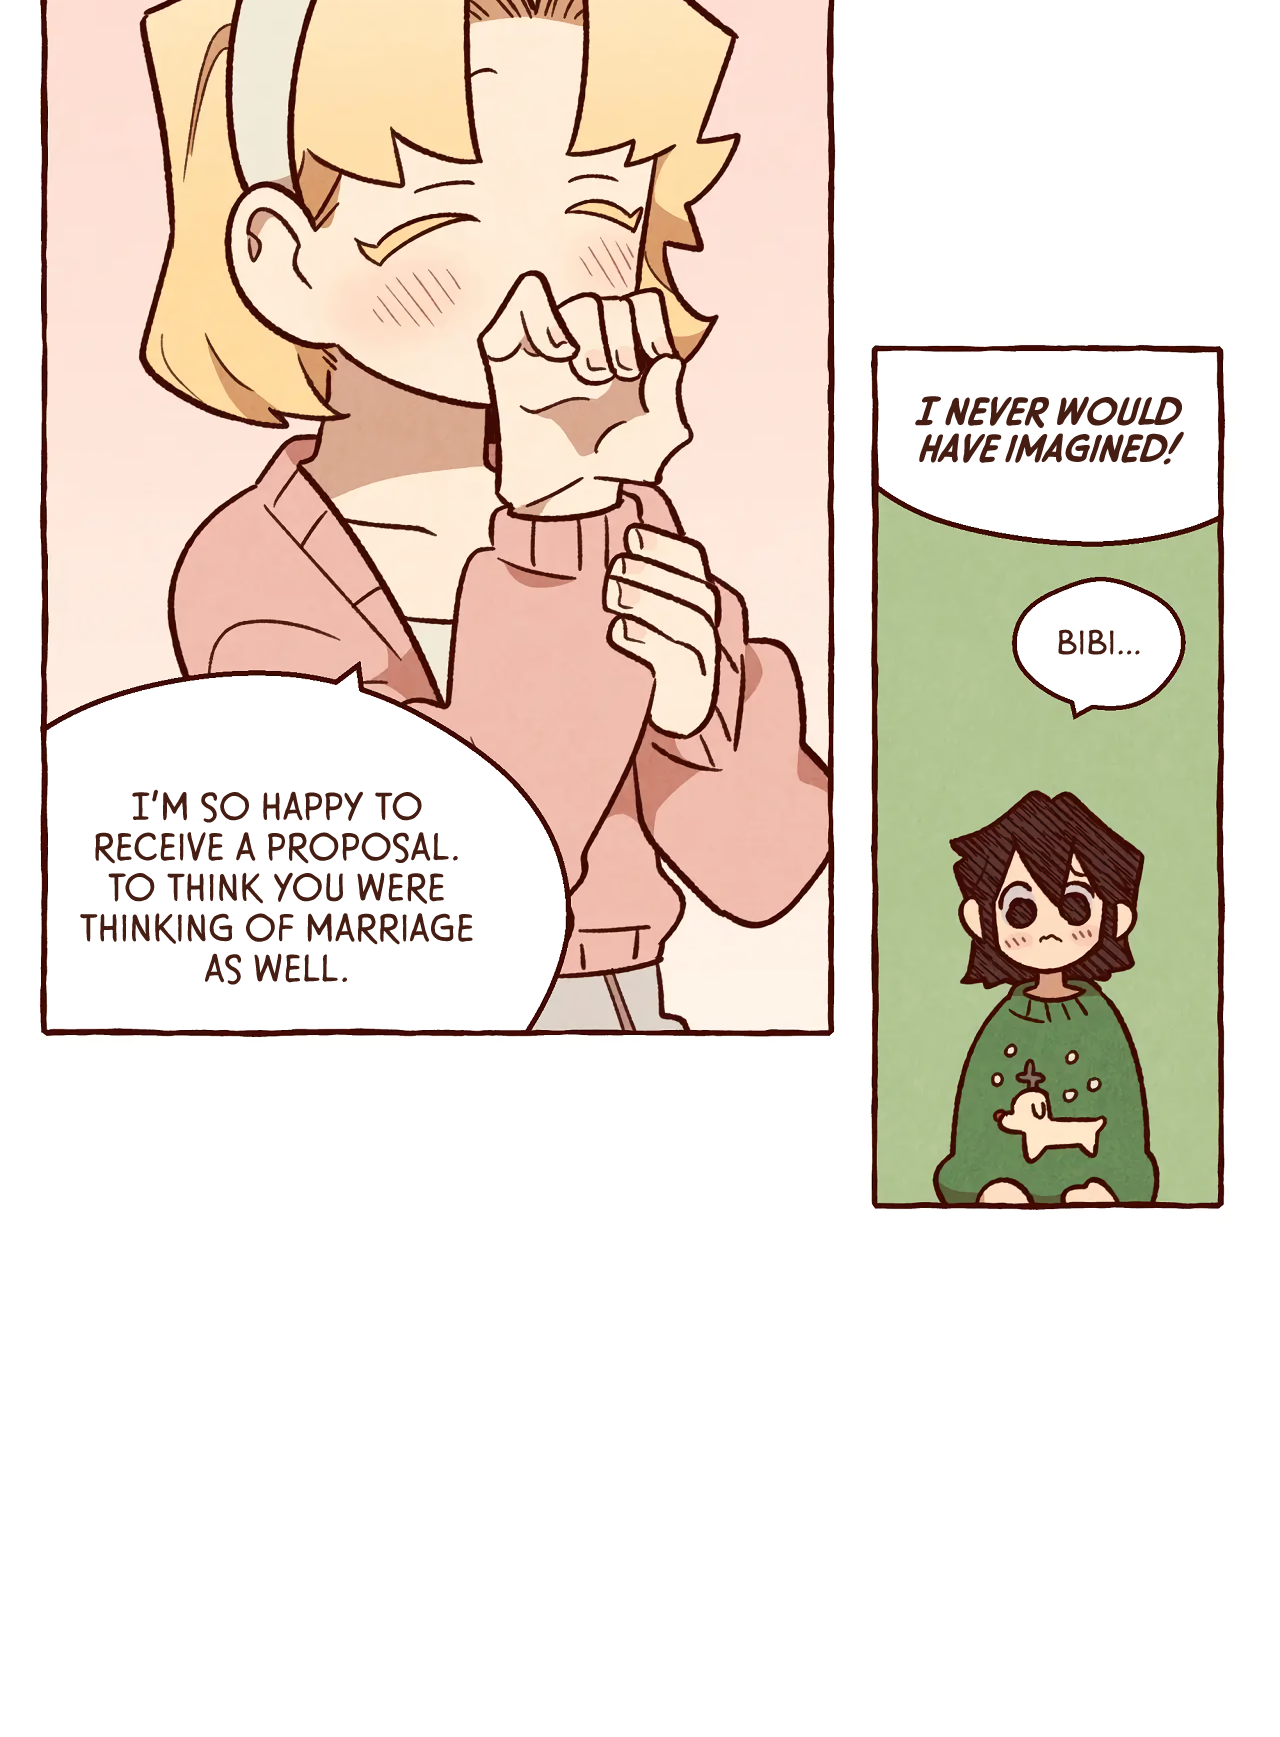 I'M SO HAPPY TO
RECEIVE A PROPOSAL.
TO THINK YOU WERE
THINKING OF MARRIAGE
AS WELL.
I NEVER WOULD
HAVE IMAGINED!
BIBI...